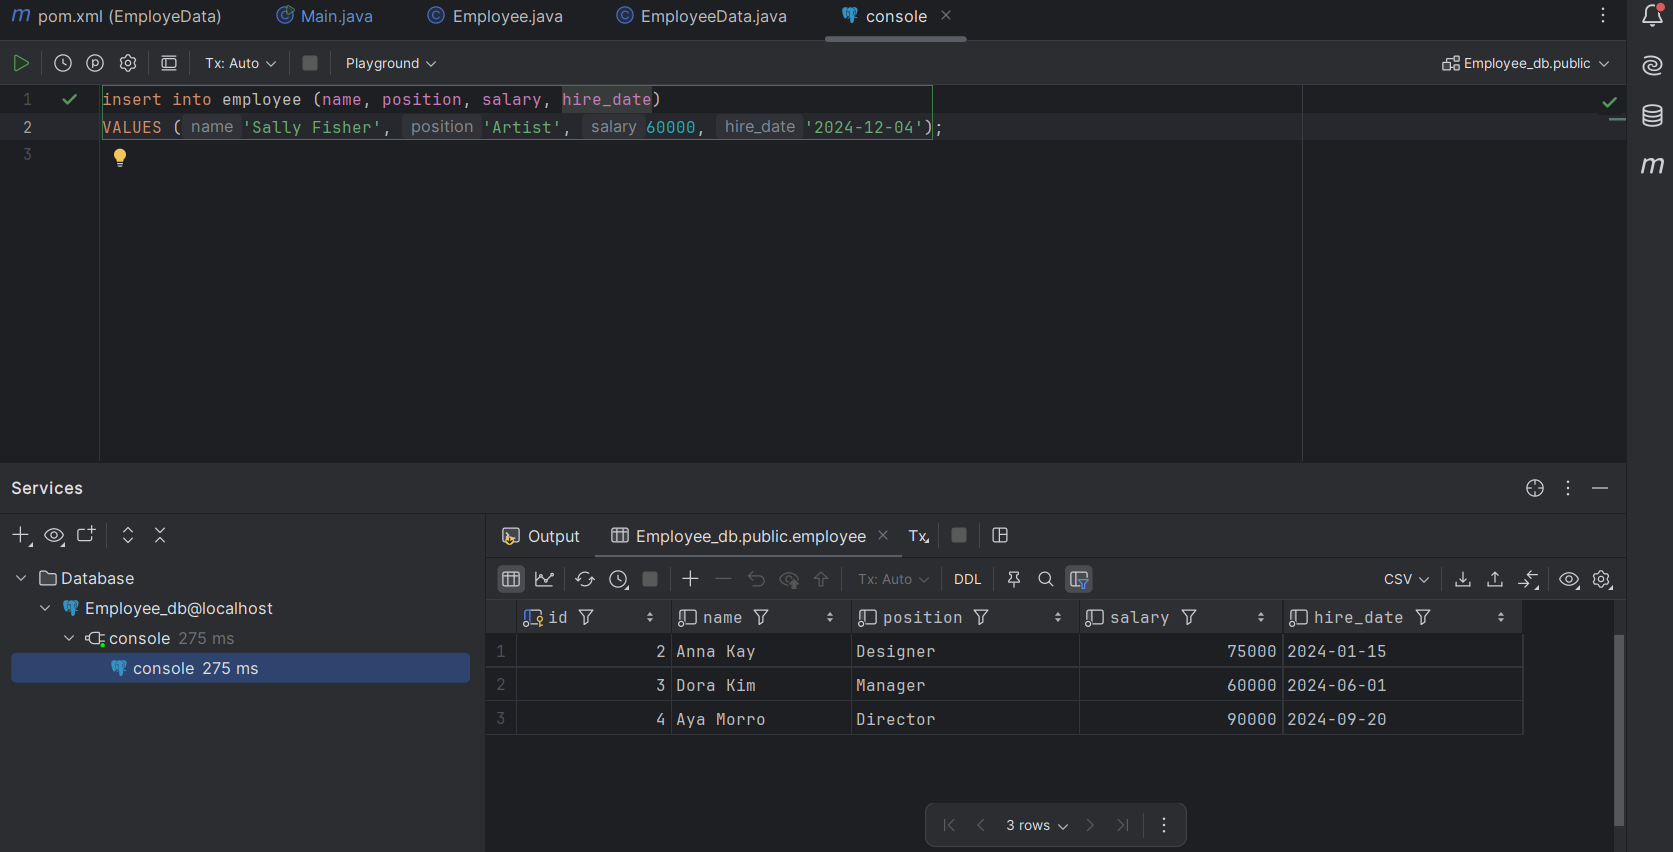 m pom.xml (EmployeData) Main.java Employee.java EmployeeData.java console
Tx: Auto Playground Employee_db.public
1 insert into employee (name, position, salary, hire_date)
2 VALUES ( name 'Sally Fisher', position 'Artist', salary 60000, hire_date '2024-12-04');
3
m
Services
Output Employee_db.public.employee Tx
Database
Employee_db@localhost
console 275 ms
console 275 ms
Tx: Auto DDL CSV
id name position salary hire_date
1 2 Anna Kay Designer 75000 2024-01-15
2 3 Dora Kim Manager 60000 2024-06-01
3 4 Aya Morro Director 90000 2024-09-20
3 rows